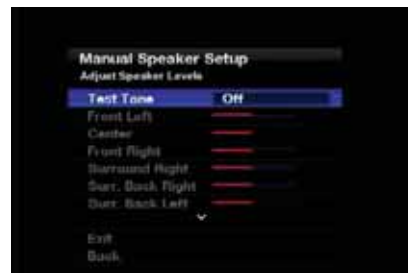 Manual Speaker Setup
Adjust Speaker Levels
Test Tone Off
Front Left
Center
Front Right
Surround Right
Surr. Back Right
Surr. Back Left
Exit
Back